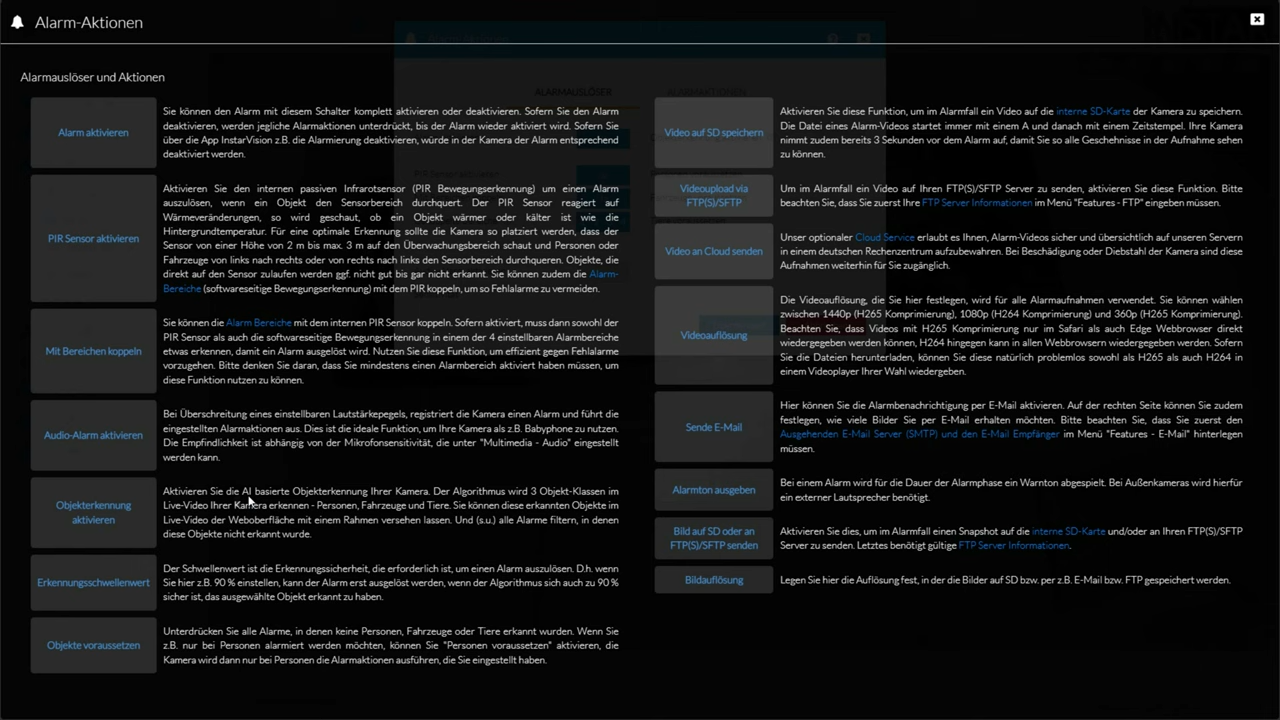 Alarm-Aktionen
Alarmauslöser und Aktionen
Alarm aktivieren
Sie können den Alarm mit diesem Schalter komplett aktivieren oder deaktivieren. Sofern Sie den Alarm
deaktivieren, werden jegliche Alarmaktionen unterdrückt, bis der Alarm wieder aktiviert wird. Sofern Sie
über die App InstarVision z.B. die Alarmierung deaktivieren, würde in der Kamera der Alarm entsprechend
deaktiviert werden.
PIR Sensor aktivieren
Aktivieren Sie den internen passiven Infrarotsensor (PIR Bewegungserkennung) um einen Alarm
auszulösen, wenn ein Objekt den Sensorbereich durchquert. Der PIR Sensor reagiert auf
Wärmeveränderungen, so wird geschaut, ob ein Objekt wärmer oder kälter ist wie die
Hintergrundtemperatur. Für eine optimale Erkennung sollte die Kamera so platziert werden, dass der
Sensor von einer Höhe von 2 m bis max. 3 m auf den Überwachungsbereich schaut und Personen oder
Fahrzeuge von links nach rechts oder von rechts nach links den Sensorbereich durchqueren. Objekte, die
direkt auf den Sensor zulaufen werden ggf. nicht gut bis gar nicht erkannt. Sie können zudem die Alarm-
Bereiche (softwareseitige Bewegungserkennung) mit dem PIR koppeln, um so Fehlalarme zu vermeiden.
Mit Bereichen koppeln
Sie können die Alarm Bereiche mit dem internen PIR Sensor koppeln. Sofern aktiviert, muss dann sowohl der
PIR Sensor als auch die softwareseitige Bewegungserkennung in einem der 4 einstellbaren Alarmbereiche
etwas erkennen, damit ein Alarm ausgelöst wird. Nutzen Sie diese Funktion, um effizient gegen Fehlalarme
vorzugehen. Bitte denken Sie daran, dass Sie mindestens einen Alarmbereich aktiviert haben müssen, um
diese Funktion nutzen zu können.
Audio-Alarm aktivieren
Bei Überschreitung eines einstellbaren Lautstärkepegels, registriert die Kamera einen Alarm und führt die
eingestellten Alarmaktionen aus. Dies ist die ideale Funktion, um Ihre Kamera als z.B. Babyphone zu nutzen.
Die Empfindlichkeit ist abhängig von der Mikrofonsensitivität, die unter "Multimedia - Audio" eingestellt
werden kann.
Objekterkennung
aktivieren
Aktivieren Sie die AI basierte Objekterkennung Ihrer Kamera. Der Algorithmus wird 3 Objekt-Klassen im
Live-Video Ihrer Kamera erkennen - Personen, Fahrzeuge und Tiere. Sie können diese erkannten Objekte im
Live-Video der Weboberfläche mit einem Rahmen versehen lassen. Und (s.u.) alle Alarme filtern, in denen
diese Objekte nicht erkannt wurde.
Erkennungsschwellenwert
Der Schwellenwert ist die Erkennungssicherheit, die erforderlich ist, um einen Alarm auszulösen. D.h. wenn
Sie hier z.B. 90 % einstellen, kann der Alarm erst ausgelöst werden, wenn der Algorithmus sich auch zu 90 %
sicher ist, das ausgewählte Objekt erkannt zu haben.
Objekte voraussetzen
Unterdrücken Sie alle Alarme, in denen keine Personen, Fahrzeuge oder Tiere erkannt wurden. Wenn Sie
z.B. nur bei Personen alarmiert werden möchten, können Sie "Personen voraussetzen" aktivieren, die
Kamera wird dann nur bei Personen die Alarmaktionen ausführen, die Sie eingestellt haben.
Video auf SD speichern
Aktivieren Sie diese Funktion, um im Alarmfall ein Video auf die interne SD-Karte der Kamera zu speichern.
Die Datei eines Alarm-Videos startet immer mit einem A und danach mit einem Zeitstempel. Ihre Kamera
nimmt zudem bereits 3 Sekunden vor dem Alarm auf, damit Sie so alle Geschehnisse in der Aufnahme sehen
zu können.
Videoupload via
FTP(S)/SFTP
Um im Alarmfall ein Video auf Ihren FTP(S)/SFTP Server zu senden, aktivieren Sie diese Funktion. Bitte
beachten Sie, dass Sie zuerst Ihre FTP Server Informationen im Menü "Features - FTP" eingeben müssen.
Video an Cloud senden
Unser optionaler Cloud Service erlaubt es Ihnen, Alarm-Videos sicher und übersichtlich auf unseren Servern
in einem deutschen Rechenzentrum aufzubewahren. Bei Beschädigung oder Diebstahl der Kamera sind diese
Aufnahmen weiterhin für Sie zugänglich.
Videoauflösung
Die Videoauflösung, die Sie hier festlegen, wird für alle Alarmaufnahmen verwendet. Sie können wählen
zwischen 1440p (H265 Komprimierung), 1080p (H264 Komprimierung) und 360p (H265 Komprimierung).
Beachten Sie, dass Videos mit H265 Komprimierung nur im Safari als auch Edge Webbrowser direkt
wiedergegeben werden können, H264 hingegen kann in allen Webbrowsern wiedergegeben werden. Sofern
Sie die Dateien herunterladen, können Sie diese natürlich problemlos sowohl als H265 als auch H264 in
einem Videoplayer Ihrer Wahl wiedergeben.
Sende E-Mail
Hier können Sie die Alarmbenachrichtigung per E-Mail aktivieren. Auf der rechten Seite können Sie zudem
festlegen, wie viele Bilder Sie per E-Mail erhalten möchten. Bitte beachten Sie, dass Sie zuerst den
Ausgehenden E-Mail Server (SMTP) und den E-Mail Empfänger im Menü "Features - E-Mail" hinterlegen
müssen.
Alarmton ausgeben
Bei einem Alarm wird für die Dauer der Alarmphase ein Warnton abgespielt. Bei Außenkameras wird hierfür
ein externer Lautsprecher benötigt.
Bild auf SD oder an
FTP(S)/SFTP senden
Aktivieren Sie dies, um im Alarmfall einen Snapshot auf die interne SD-Karte und/oder an Ihren FTP(S)/SFTP
Server zu senden. Letztes benötigt gültige FTP Server Informationen.
Bildauflösung
Legen Sie hier die Auflösung fest, in der die Bilder auf SD bzw. per z.B. E-Mail bzw. FTP gespeichert werden.
ALARMAUSLÖSER
ALARMAKTIONEN